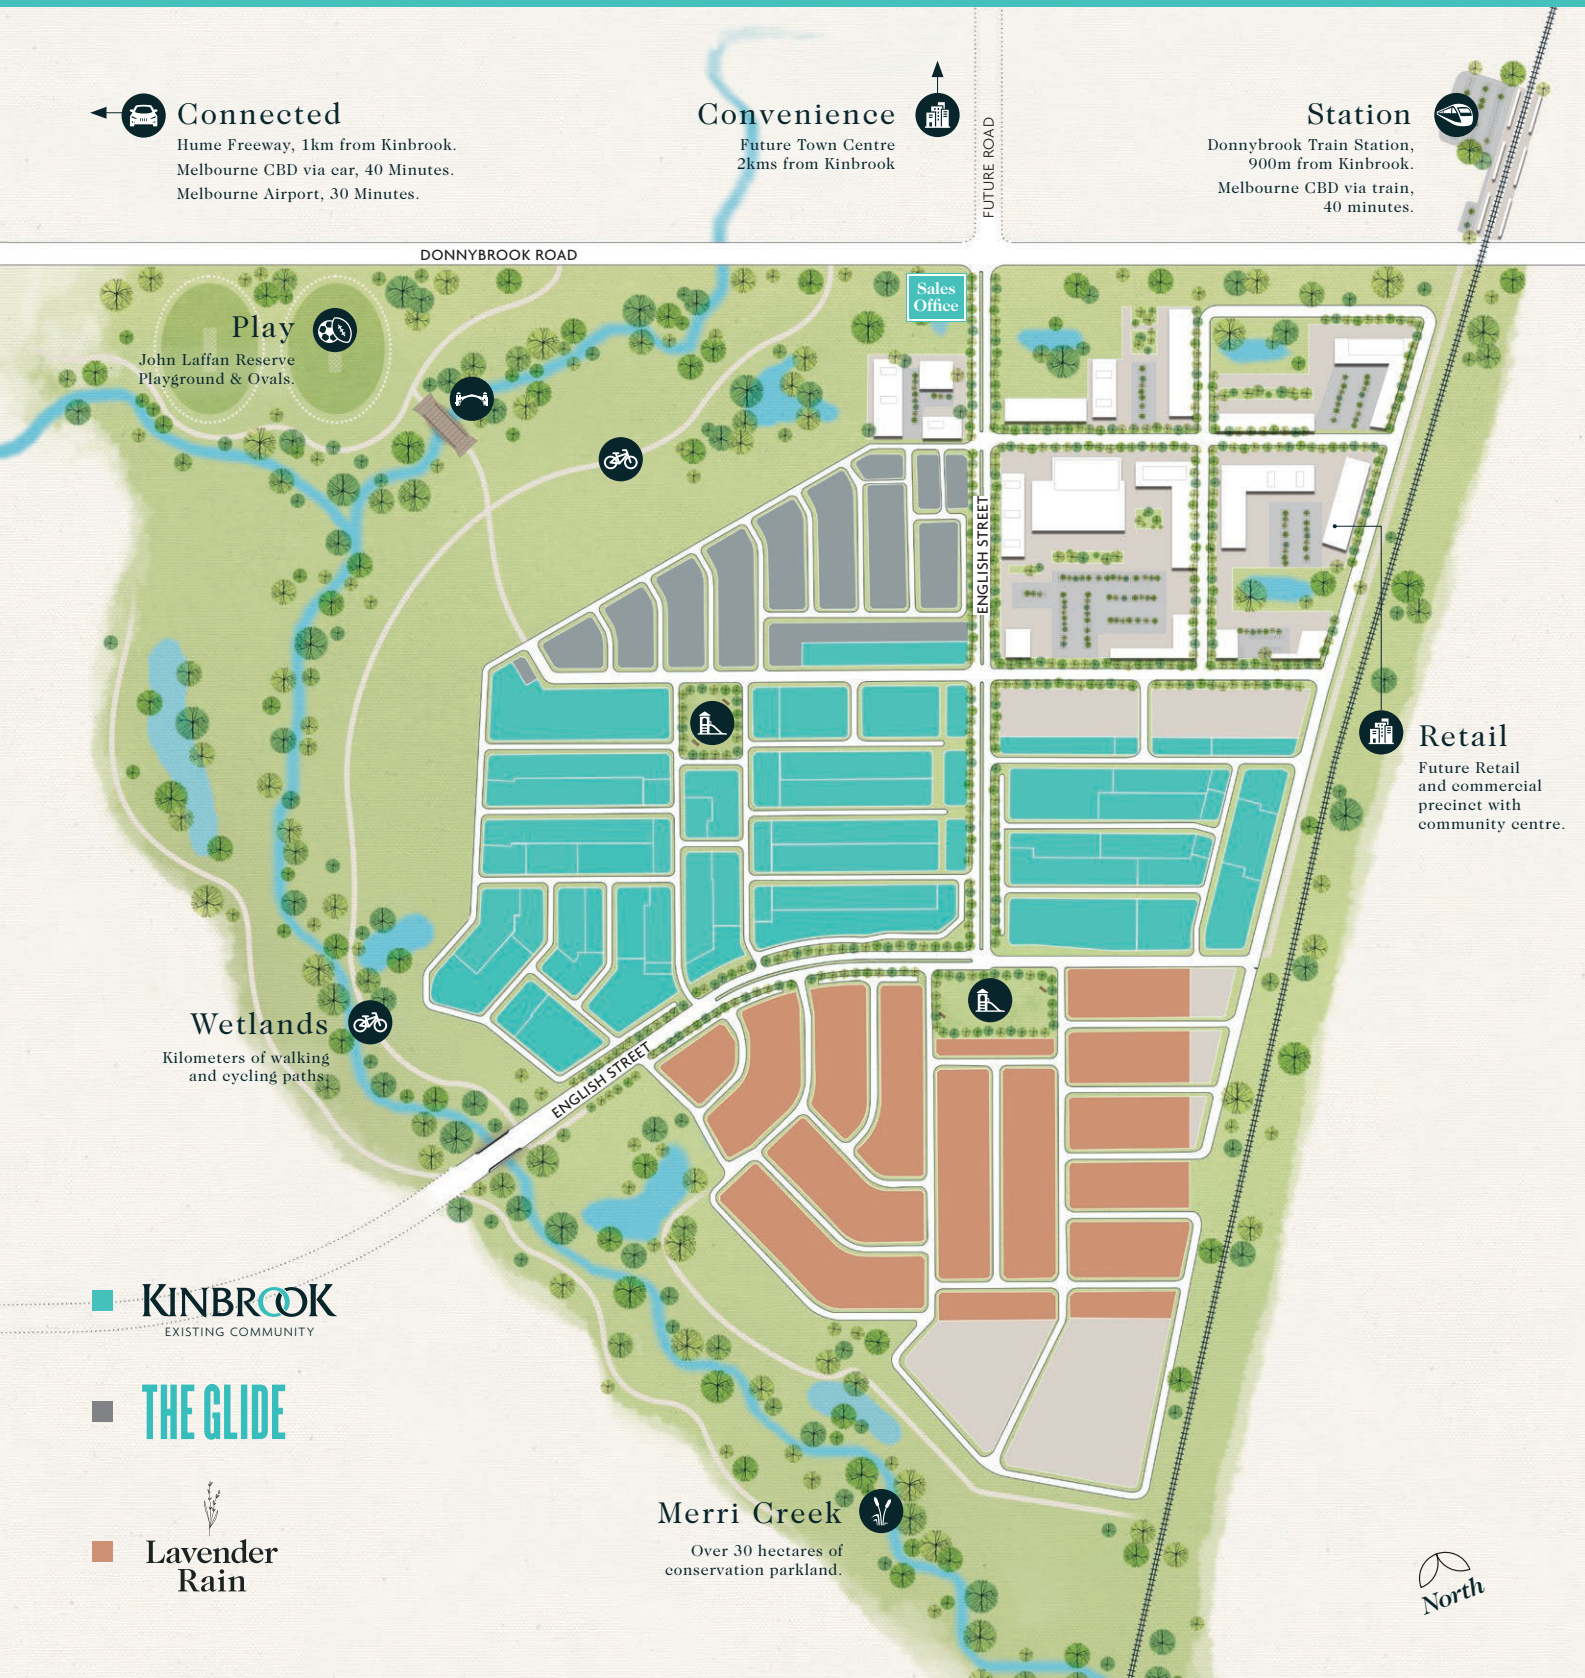 Connected
Hume Freeway, 1km from Kinbrook.
Melbourne CBD via car, 40 Minutes.
Melbourne Airport, 30 Minutes.
Convenience
Future Town Centre
2kms from Kinbrook
FUTURE ROAD
Station
Donnybrook Train Station,
900m from Kinbrook.
Melbourne CBD via train,
40 minutes.
DONNYBROOK ROAD
Sales
Office
Play
John Laffan Reserve
Playground & Ovals.
ENGLISH STREET
Retail
Future Retail
and commercial
precinct with
community centre.
Wetlands
Kilometers of walking
and cycling paths.
ENGLISH STREET
KINBROOK
EXISTING COMMUNITY
THE GLIDE
Lavender
Rain
Merri Creek
Over 30 hectares of
conservation parkland.
North